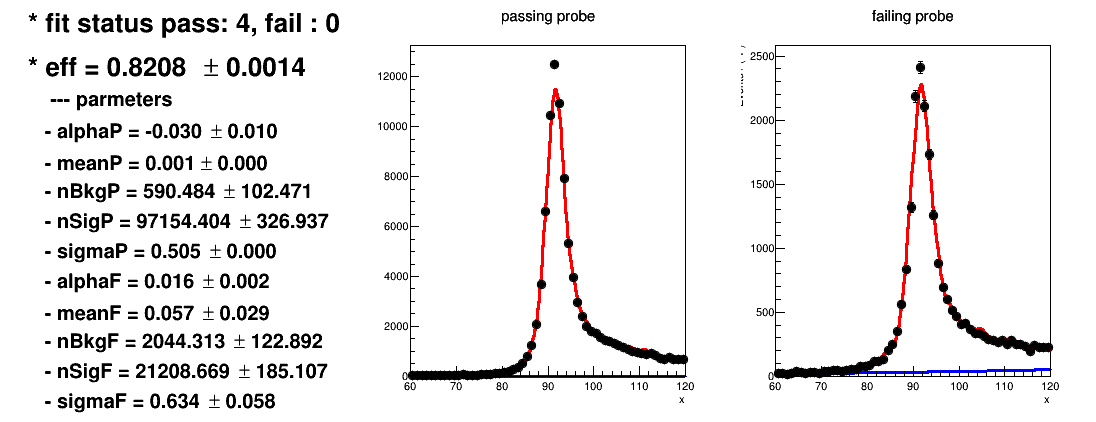 * fit status pass: 4, fail : 0
* eff = 0.8208 ± 0.0014
--- parmeters
- alphaP = -0.030 ± 0.010
- meanP = 0.001 ± 0.000
- nBkgP = 590.484 ± 102.471
- nSigP = 97154.404 ± 326.937
- sigmaP = 0.505 ± 0.000
- alphaF = 0.016 ± 0.002
- meanF = 0.057 ± 0.029
- nBkgF = 2044.313 ± 122.892
- nSigF = 21208.669 ± 185.107
- sigmaF = 0.634 ± 0.058
passing probe
12000
10000
8000
6000
4000
2000
0
60 70 80 90 100 110 120
x
failing probe
2500
2000
1500
1000
500
0
60 70 80 90 100 110 120
x